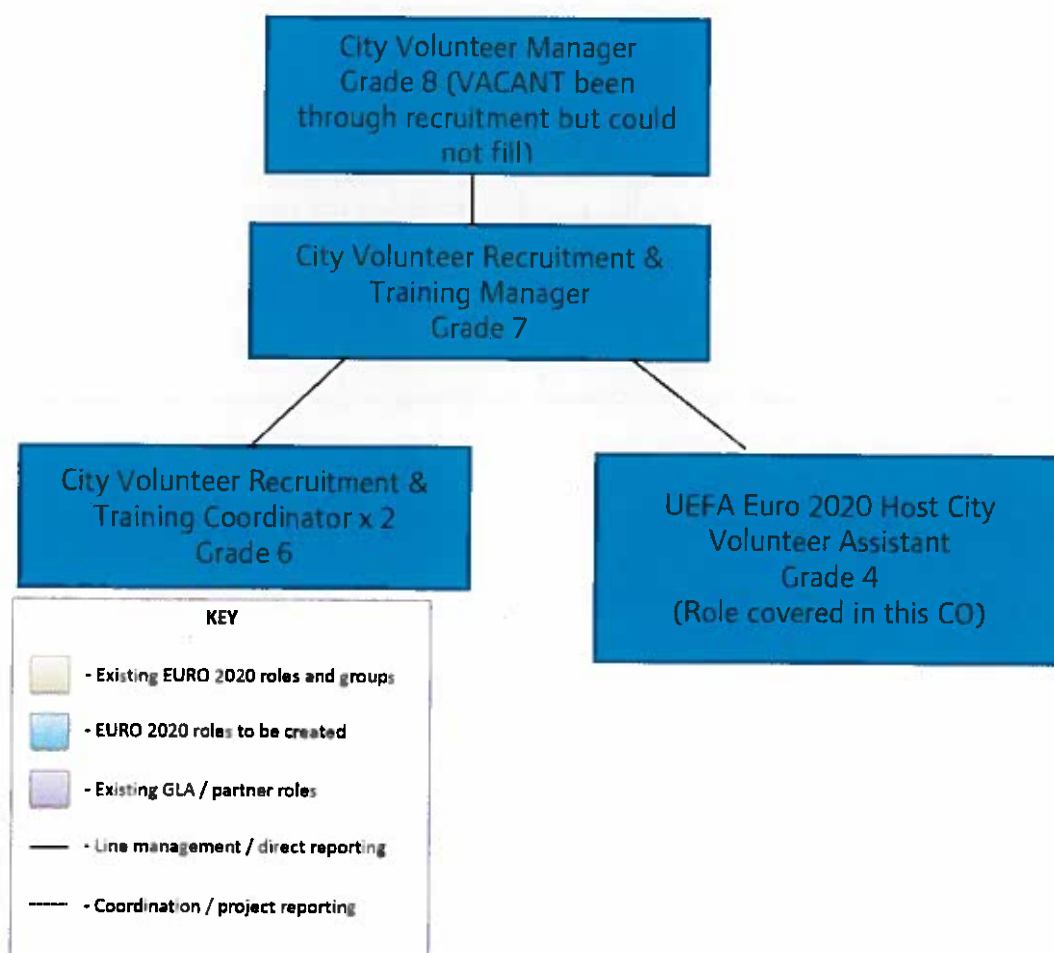 City Volunteer Manager
Grade 8 (VACANT been
through recruitment but could
not fill)
City Volunteer Recruitment &
Training Manager
Grade 7
City Volunteer Recruitment &
Training Coordinator x 2
Grade 6
UEFA Euro 2020 Host City
Volunteer Assistant
Grade 4
(Role covered in this CO)
KEY
- Existing EURO 2020 roles and groups
- EURO 2020 roles to be created
- Existing GLA / partner roles
- Line management / direct reporting
- Coordination / project reporting